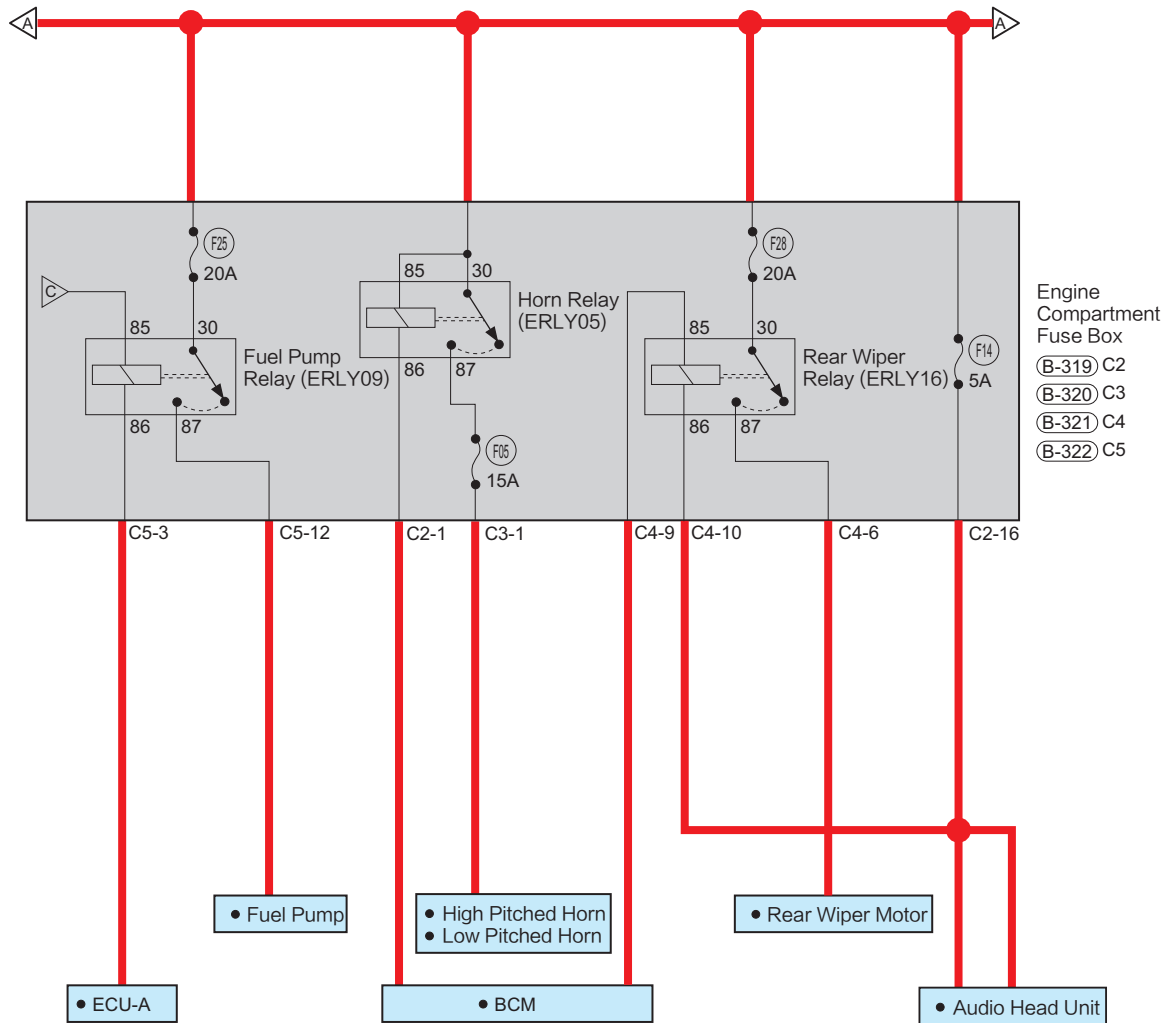 A
A
F25
20A
C
85
30
Fuel Pump
Relay (ERLY09)
86
87
85
30
Horn Relay
(ERLY05)
86
87
F05
15A
F28
20A
85
30
Rear Wiper
Relay (ERLY16)
86
87
F14
5A
Engine
Compartment
Fuse Box
B-319 C2
B-320 C3
B-321 C4
B-322 C5
C5-3
C5-12
C2-1
C3-1
C4-9
C4-10
C4-6
C2-16
• Fuel Pump
• High Pitched Horn
• Low Pitched Horn
• Rear Wiper Motor
• ECU-A
• BCM
• Audio Head Unit